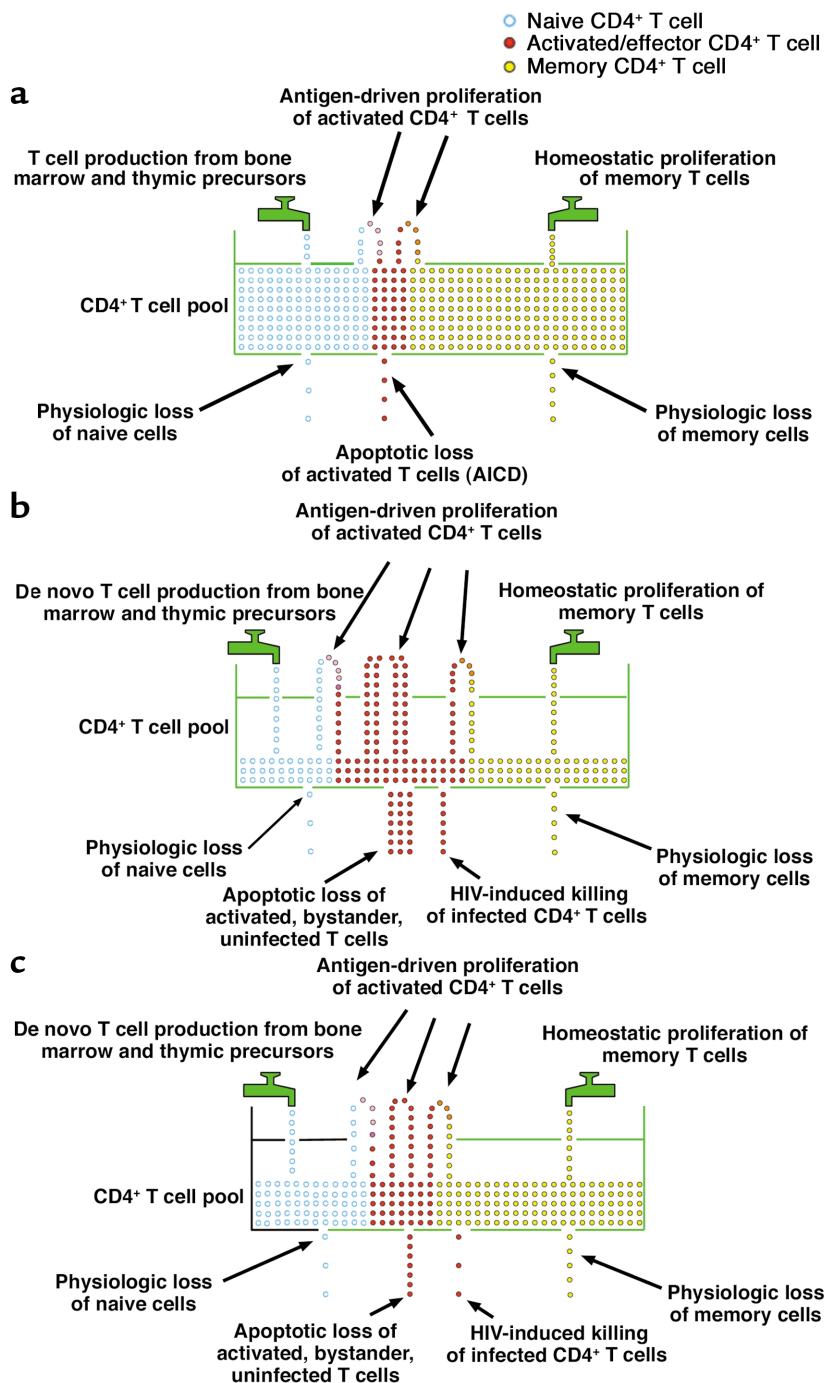 Naive CD4⁺ T cell
Activated/effector CD4⁺ T cell
Memory CD4⁺ T cell
a
Antigen-driven proliferation
of activated CD4⁺ T cells
T cell production from bone
marrow and thymic precursors
Homeostatic proliferation
of memory T cells
CD4⁺ T cell pool
Physiologic loss
of naive cells
Apoptotic loss
of activated T cells (AICD)
Physiologic loss
of memory cells
b
Antigen-driven proliferation
of activated CD4⁺ T cells
De novo T cell production from bone
marrow and thymic precursors
Homeostatic proliferation of
memory T cells
CD4⁺ T cell pool
Physiologic loss
of naive cells
Apoptotic loss of
activated, bystander,
uninfected T cells
HIV-induced killing
of infected CD4⁺ T cells
Physiologic loss
of memory cells
c
Antigen-driven proliferation
of activated CD4⁺ T cells
De novo T cell production from bone
marrow and thymic precursors
Homeostatic proliferation of
memory T cells
CD4⁺ T cell pool
Physiologic loss
of naive cells
Apoptotic loss of
activated, bystander,
uninfected T cells
HIV-induced killing
of infected CD4⁺ T cells
Physiologic loss
of memory cells